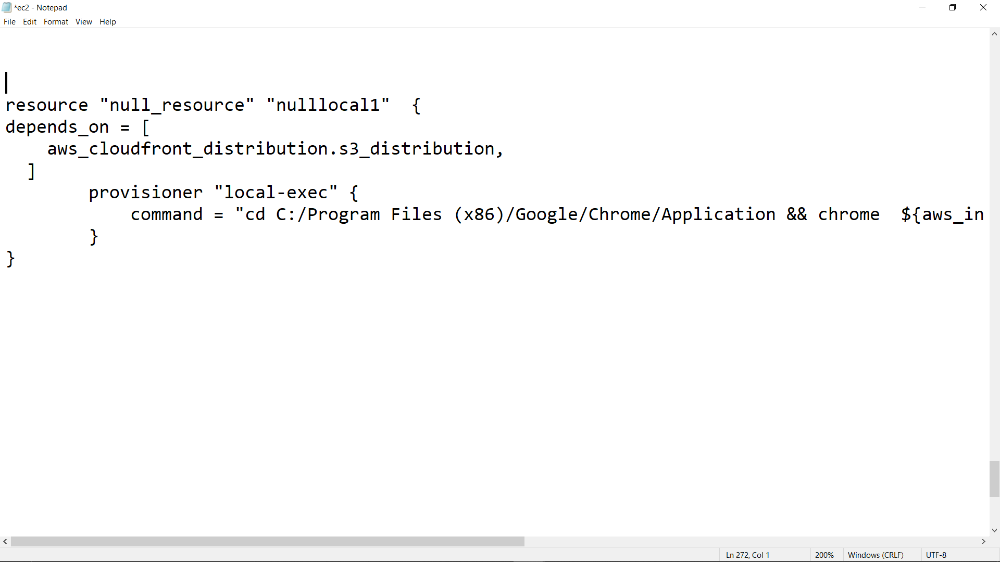 *ec2 - Notepad
File Edit Format View Help
resource "null_resource" "nulllocal1"  {
depends_on = [
    aws_cloudfront_distribution.s3_distribution,
  ]
        provisioner "local-exec" {
            command = "cd C:/Program Files (x86)/Google/Chrome/Application && chrome  ${aws_in
        }
}
Ln 272, Col 1 200% Windows (CRLF) UTF-8